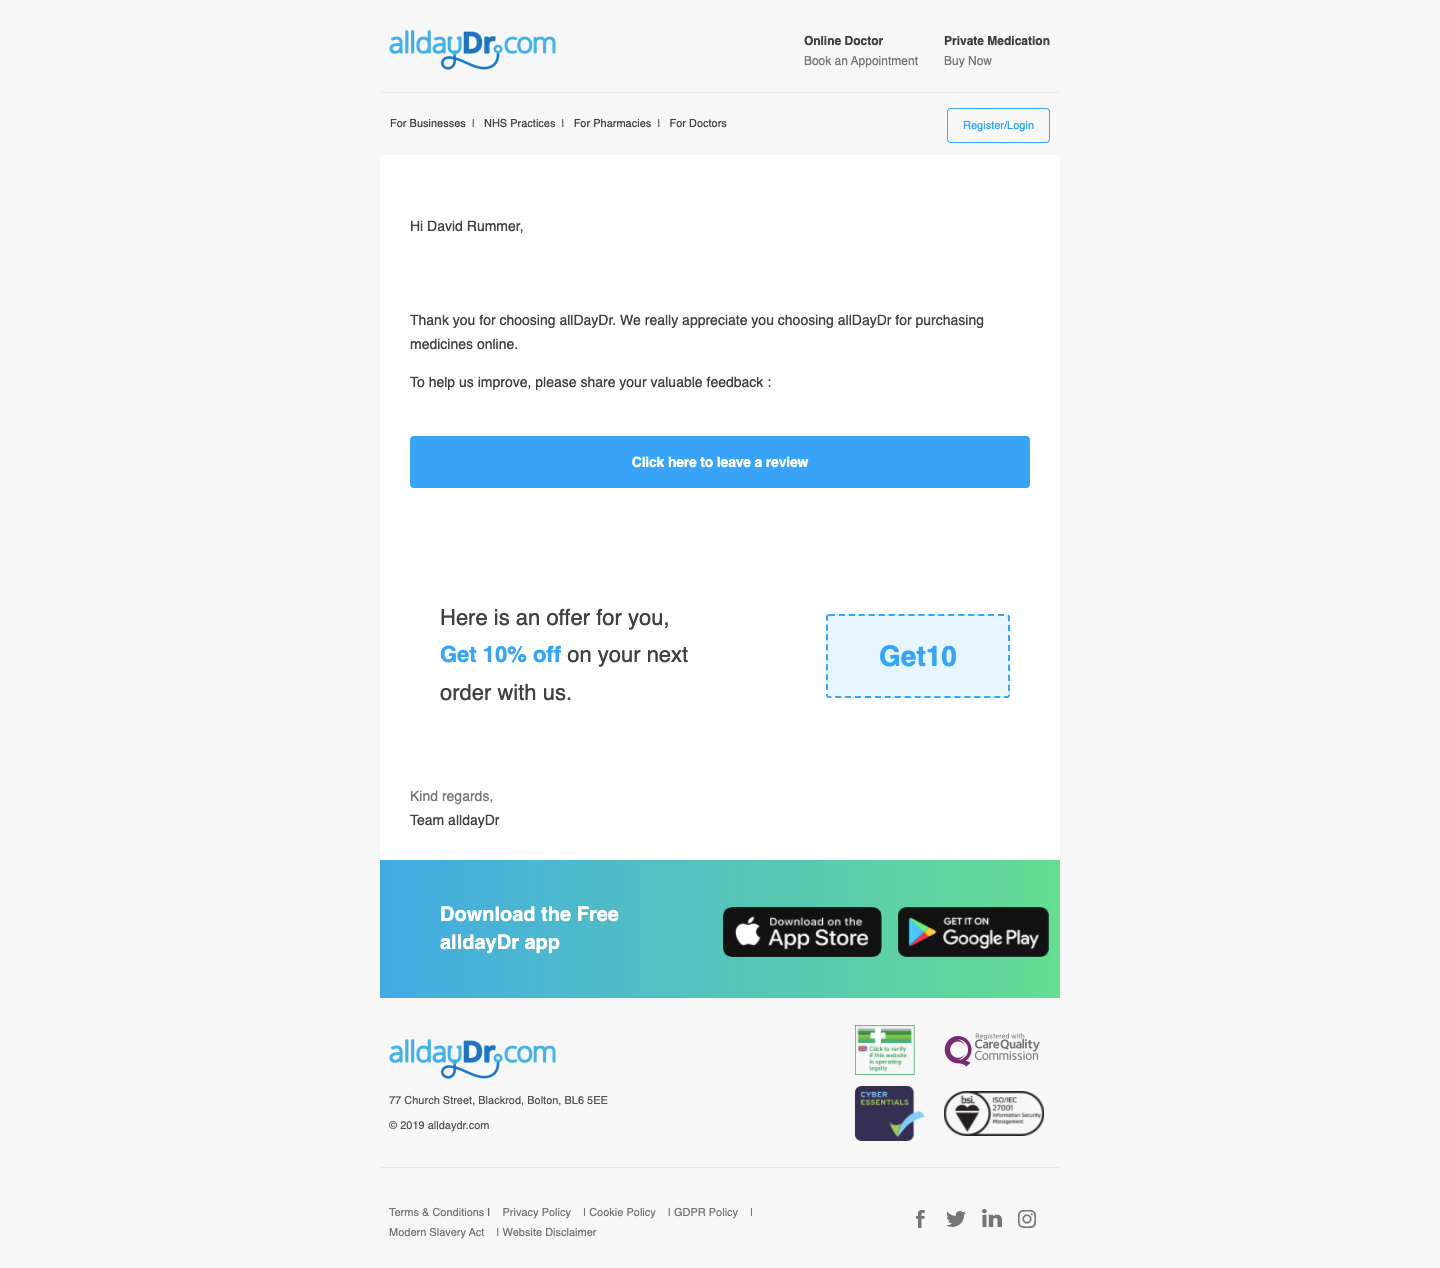 alldayDr.com
Online Doctor
Book an Appointment
Private Medication
Buy Now
For Businesses I NHS Practices I For Pharmacies I For Doctors
Register/Login
Hi David Rummer,
Thank you for choosing allDayDr. We really appreciate you choosing allDayDr for purchasing
medicines online.
To help us improve, please share your valuable feedback :
Click here to leave a review
Here is an offer for you,
Get 10% off on your next
order with us.
Get10
Kind regards,
Team alldayDr
Download the Free
alldayDr app
Download on the
App Store
GET IT ON
Google Play
alldayDr.com
77 Church Street, Blackrod, Bolton, BL6 5EE
© 2019 alldaydr.com
Click to verify
if this website
is operating
legally
Registered with
CareQuality
Commission
CYBER
ESSENTIALS
bsi.
ISO/IEC
27001
Information Security
Management
Terms & Conditions I Privacy Policy I Cookie Policy I GDPR Policy I
Modern Slavery Act I Website Disclaimer